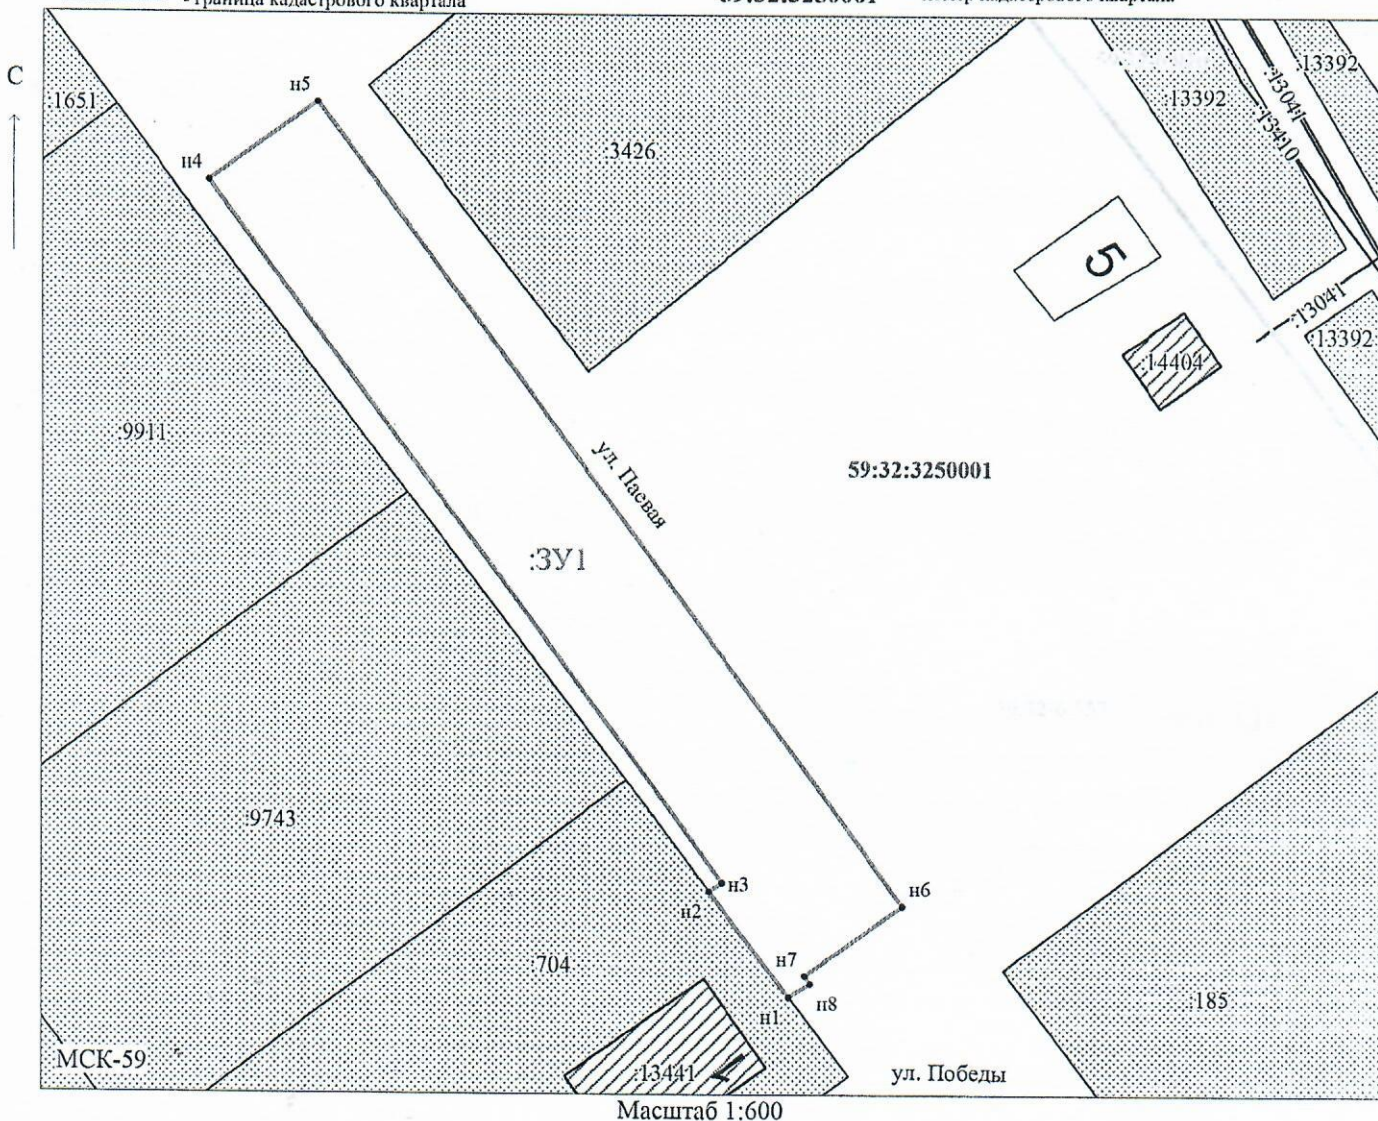 граница кадастрового квартала
С
:1651
н5
н4
:3426
:13392
:13041
:13410
:13392
5
:13041
:13392
:14404
:9911
ул. Паевая
59:32:3250001
:ЗУ1
:9743
н3
н2
н6
:704
н7
н8
н1
:185
МСК-59
:13441
1
ул. Победы
Масштаб 1:600